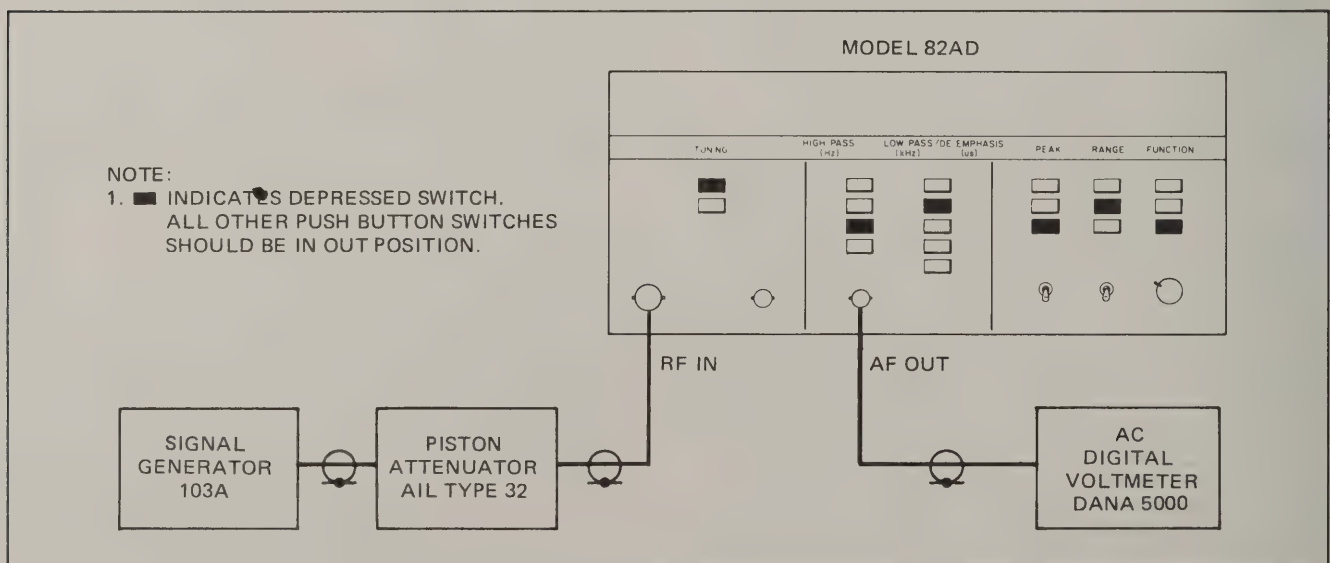 MODEL 82AD
TUNING
HIGH PASS
(Hz)
LOW PASS/DE EMPHASIS
(kHz) (us)
PEAK
RANGE
FUNCTION
NOTE:
1. INDICATES DEPRESSED SWITCH.
ALL OTHER PUSH BUTTON SWITCHES
SHOULD BE IN OUT POSITION.
RF IN
AF OUT
SIGNAL
GENERATOR
103A
PISTON
ATTENUATOR
AIL TYPE 32
AC
DIGITAL
VOLTMETER
DANA 5000